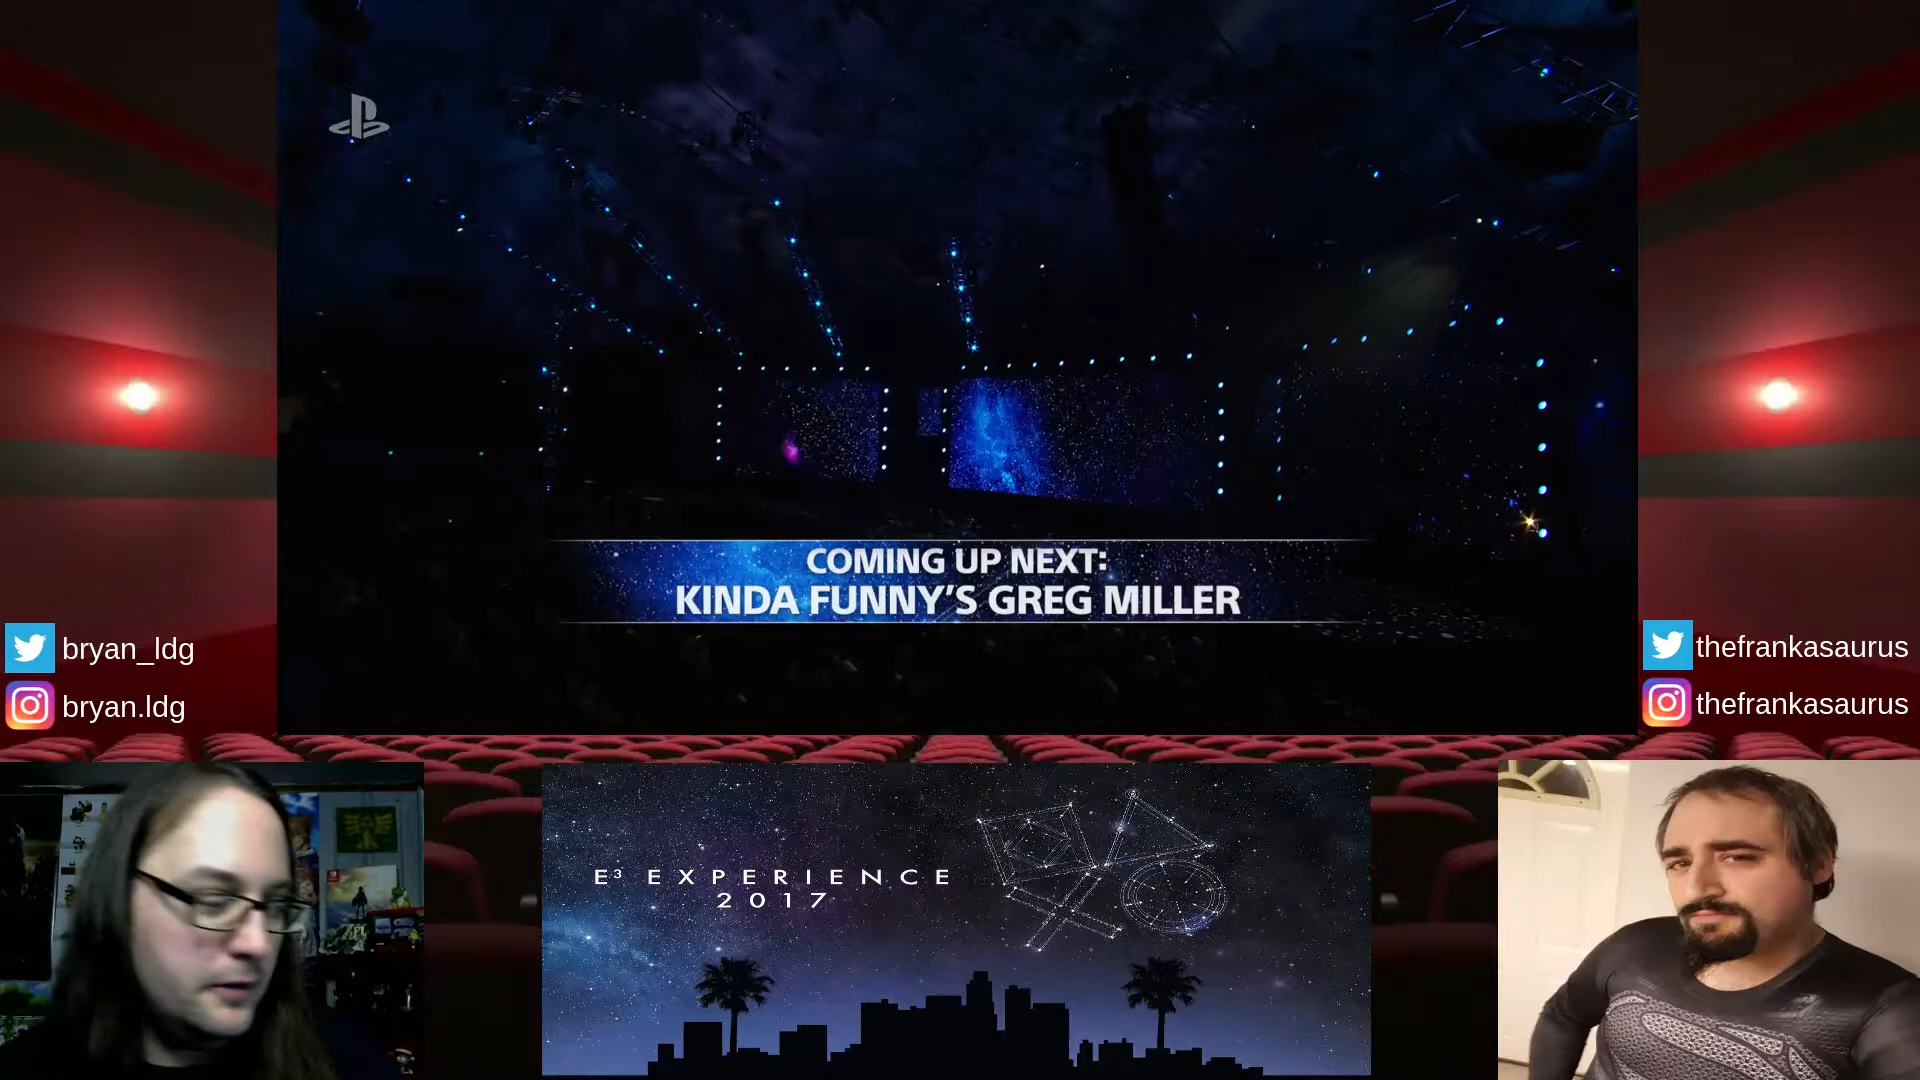 COMING UP NEXT:
KINDA FUNNY'S GREG MILLER
bryan_ldg
bryan.ldg
thefrankasaurus
thefrankasaurus
E³ EXPERIENCE
2017